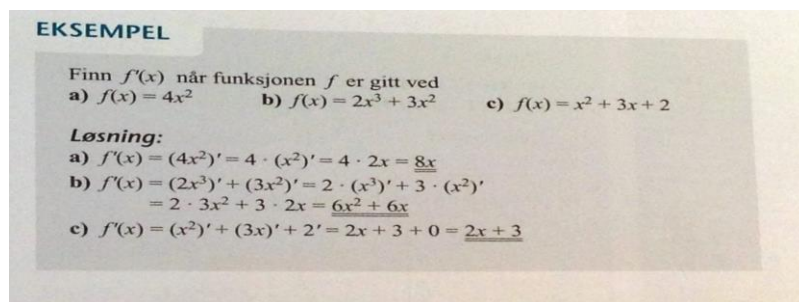 EKSEMPEL
Finn f'(x) når funksjonen f er gitt ved
a) f(x) = 4x² b) f(x) = 2x³ + 3x² c) f(x) = x² + 3x + 2
Løsning:
a) f'(x) = (4x²)' = 4 · (x²)' = 4 · 2x = 8x
b) f'(x) = (2x³)' + (3x²)' = 2 · (x³)' + 3 · (x²)'
= 2 · 3x² + 3 · 2x = 6x² + 6x
c) f'(x) = (x²)' + (3x)' + 2' = 2x + 3 + 0 = 2x + 3